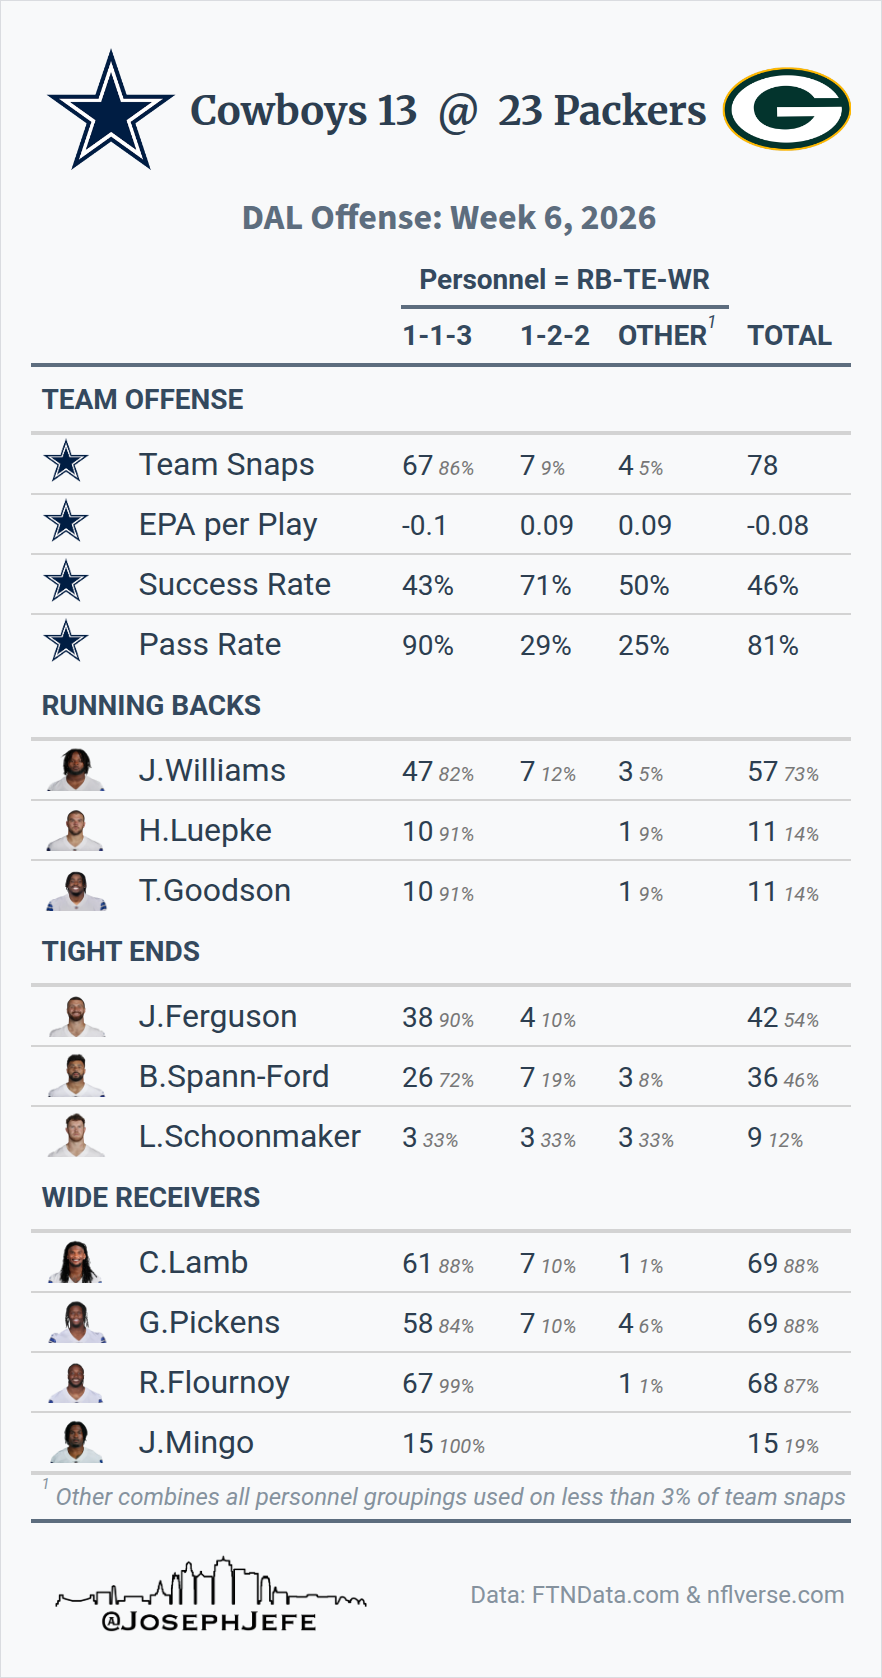 Cowboys 13 @ 23 Packers
G
DAL Offense: Week 6, 2026
Personnel = RB-TE-WR
1-1-3 1-2-2 OTHER1 TOTAL
TEAM OFFENSE
Team Snaps 67 86% 7 9% 4 5% 78
EPA per Play -0.1 0.09 0.09 -0.08
Success Rate 43% 71% 50% 46%
Pass Rate 90% 29% 25% 81%
RUNNING BACKS
J.Williams 47 82% 7 12% 3 5% 57 73%
H.Luepke 10 91% 1 9% 11 14%
T.Goodson 10 91% 1 9% 11 14%
TIGHT ENDS
J.Ferguson 38 90% 4 10% 42 54%
B.Spann-Ford 26 72% 7 19% 3 8% 36 46%
L.Schoonmaker 3 33% 3 33% 3 33% 9 12%
WIDE RECEIVERS
C.Lamb 61 88% 7 10% 1 1% 69 88%
G.Pickens 58 84% 7 10% 4 6% 69 88%
R.Flournoy 67 99% 1 1% 68 87%
J.Mingo 15 100% 15 19%
1 Other combines all personnel groupings used on less than 3% of team snaps
@JOSEPHJEFE
Data: FTNData.com & nflverse.com